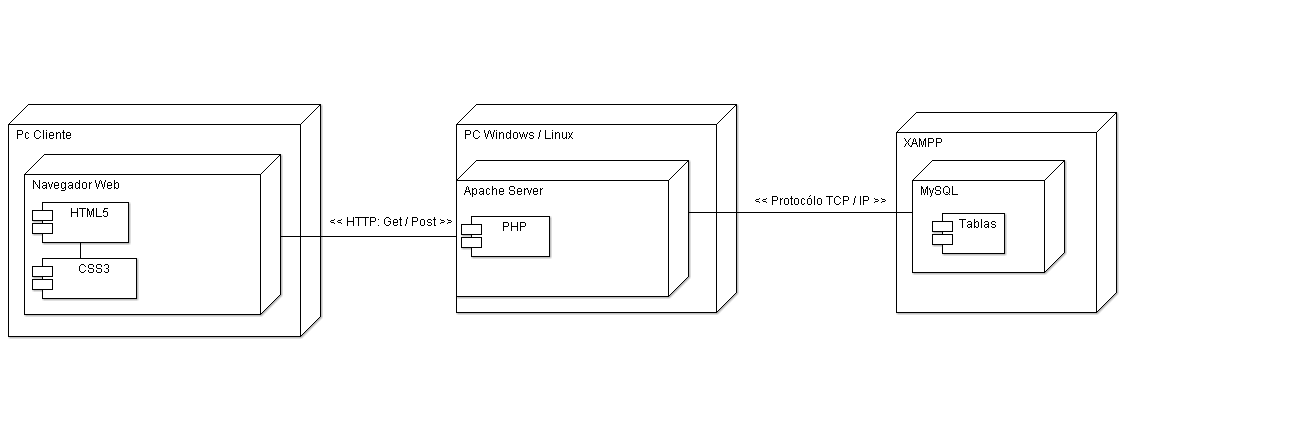 Pc Cliente
Navegador Web
HTML5
CSS3
<< HTTP: Get / Post >>
PC Windows / Linux
Apache Server
PHP
<< Protocólo TCP / IP >>
XAMPP
MySQL
Tablas